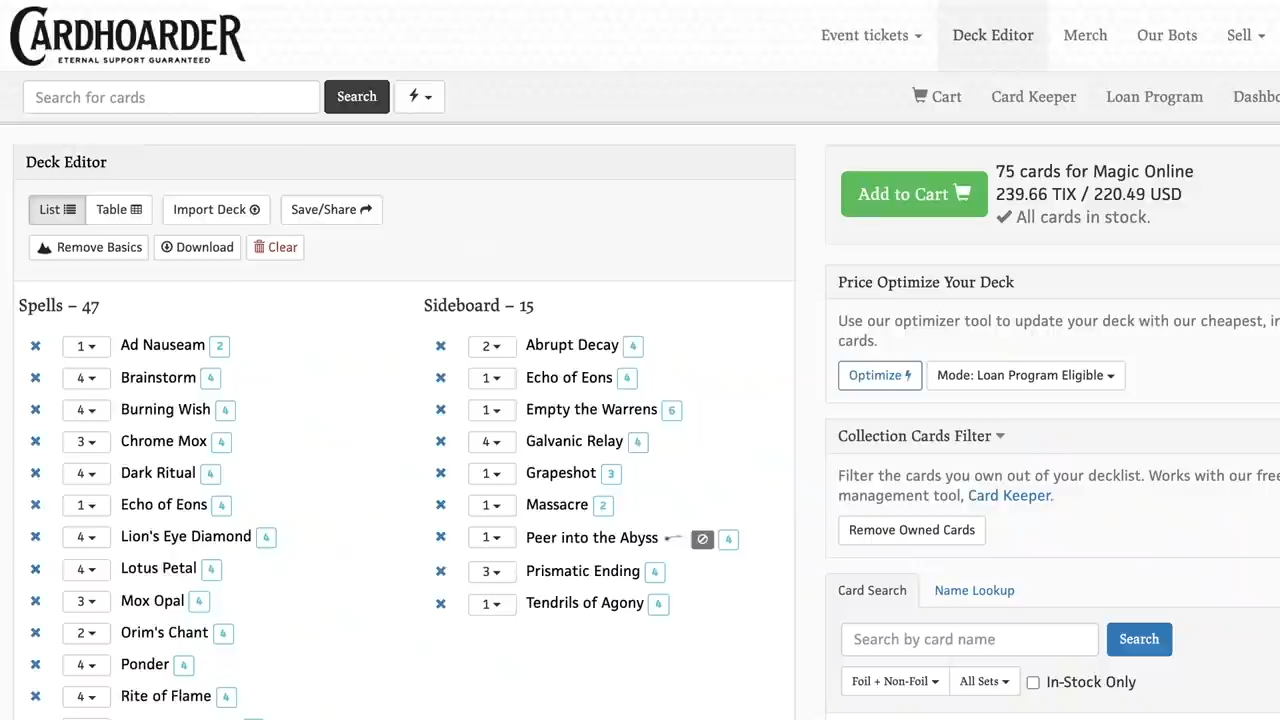 CARDHOARDER
ETERNAL SUPPORT GUARANTEED
Event tickets
Deck Editor
Merch
Our Bots
Sell
Search for cards
Search
Cart
Card Keeper
Loan Program
Dashbo
Deck Editor
List
Table
Import Deck
Save/Share
Remove Basics
Download
Clear
Spells – 47
1 Ad Nauseam 2
4 Brainstorm 4
4 Burning Wish 4
3 Chrome Mox 4
4 Dark Ritual 4
1 Echo of Eons 4
4 Lion's Eye Diamond 4
4 Lotus Petal 4
3 Mox Opal 4
2 Orim's Chant 4
4 Ponder 4
4 Rite of Flame 4
Sideboard – 15
2 Abrupt Decay 4
1 Echo of Eons 4
1 Empty the Warrens 6
4 Galvanic Relay 4
1 Grapeshot 3
1 Massacre 2
1 Peer into the Abyss 4
3 Prismatic Ending 4
1 Tendrils of Agony 4
Add to Cart
75 cards for Magic Online
239.66 TIX / 220.49 USD
All cards in stock.
Price Optimize Your Deck
Use our optimizer tool to update your deck with our cheapest, i
cards.
Optimize
Mode: Loan Program Eligible
Collection Cards Filter
Filter the cards you own out of your decklist. Works with our free
management tool, Card Keeper.
Remove Owned Cards
Card Search
Name Lookup
Search by card name
Search
Foil + Non-Foil
All Sets
In-Stock Only